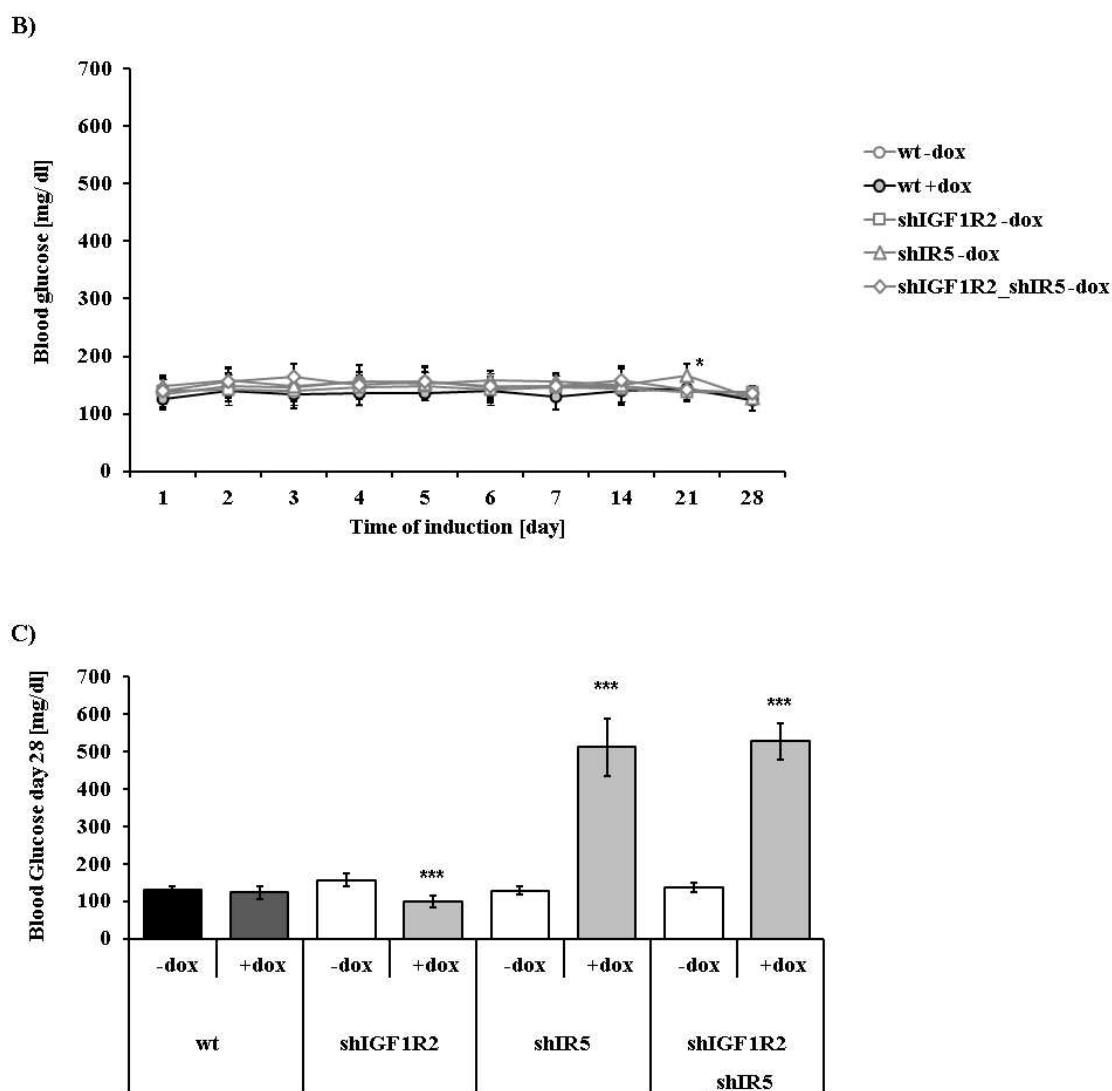 B)
700
600
500
400
300
200
100
0
Blood glucose [mg/ dl]
1 2 3 4 5 6 7 14 21 28
Time of induction [day]
*
wt -dox
wt +dox
shIGF1R2 -dox
shIR5 -dox
shIGF1R2_shIR5 -dox
C)
700
600
500
400
300
200
100
0
Blood Glucose day 28 [mg/dl]
*** *** ***
-dox +dox -dox +dox -dox +dox -dox +dox
wt shIGF1R2 shIR5 shIGF1R2
shIR5